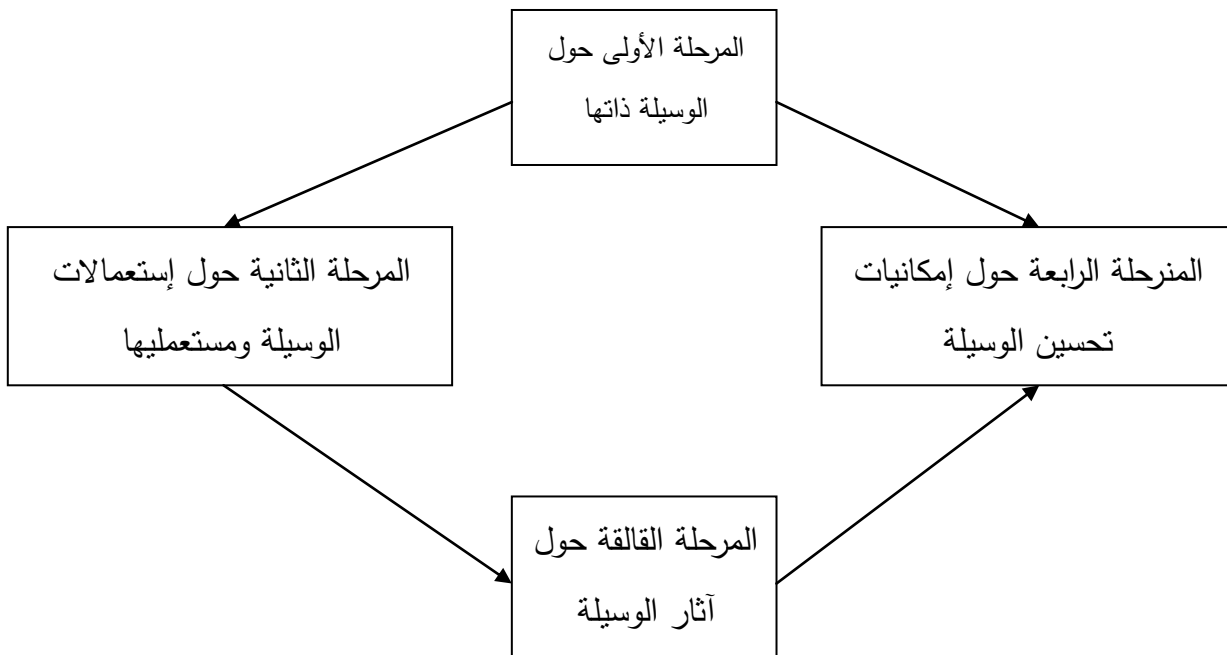 المرحلة الأولى حول
الوسيلة ذاتها
المرحلة الثانية حول إستعمالات
الوسيلة ومستعمليها
المنرحلة الرابعة حول إمكانيات
تحسين الوسيلة
المرحلة القالقة حول
آثار الوسيلة